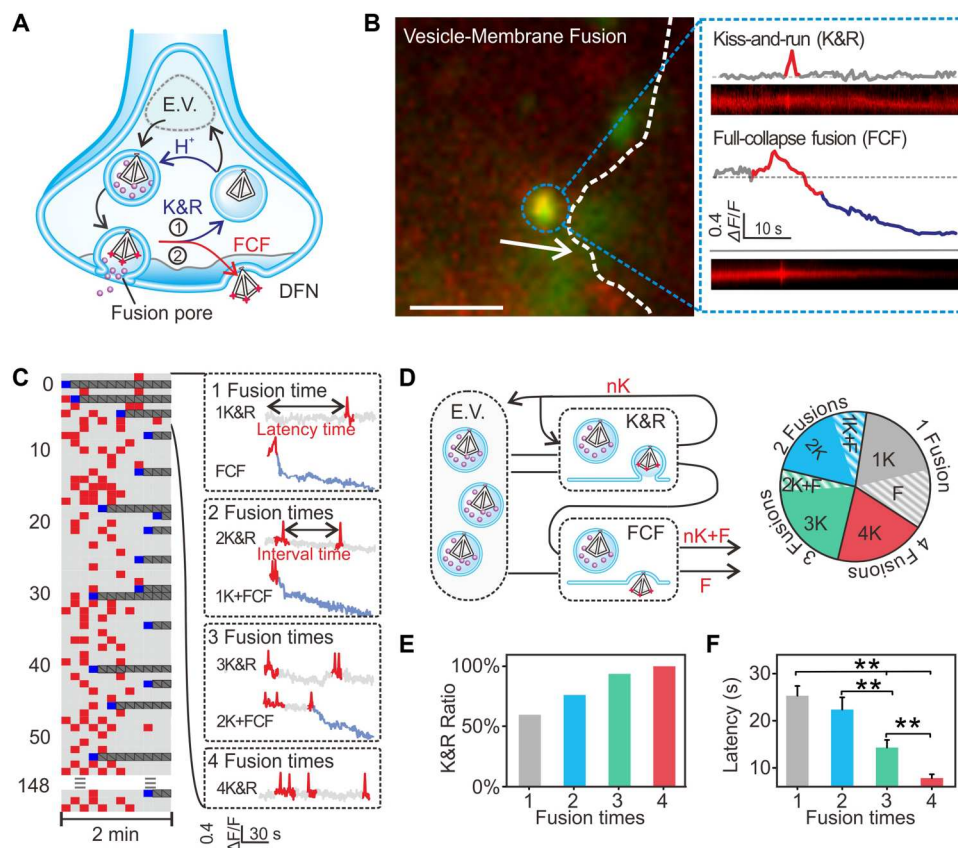 A
E.V.
H+
K&R
1
2
FCF
DFN
Fusion pore
B
Vesicle-Membrane Fusion
Kiss-and-run (K&R)
Full-collapse fusion (FCF)
0.4
ΔF/F
10 s
C
0
10
20
30
40
50
148
2 min
1 Fusion time
1K&R
Latency time
FCF
2 Fusion times
2K&R
Interval time
1K+FCF
3 Fusion times
3K&R
2K+FCF
4 Fusion times
4K&R
0.4
ΔF/F
30 s
D
E.V.
nK
K&R
FCF
nK+F
F
2 Fusions
1 Fusion
3 Fusions
4 Fusions
1K+F
2K
1K
2K+F
F
3K
4K
E
K&R Ratio
100%
50%
0%
1 2 3 4
Fusion times
F
Latency (s)
30
20
10
**
**
**
1 2 3 4
Fusion times